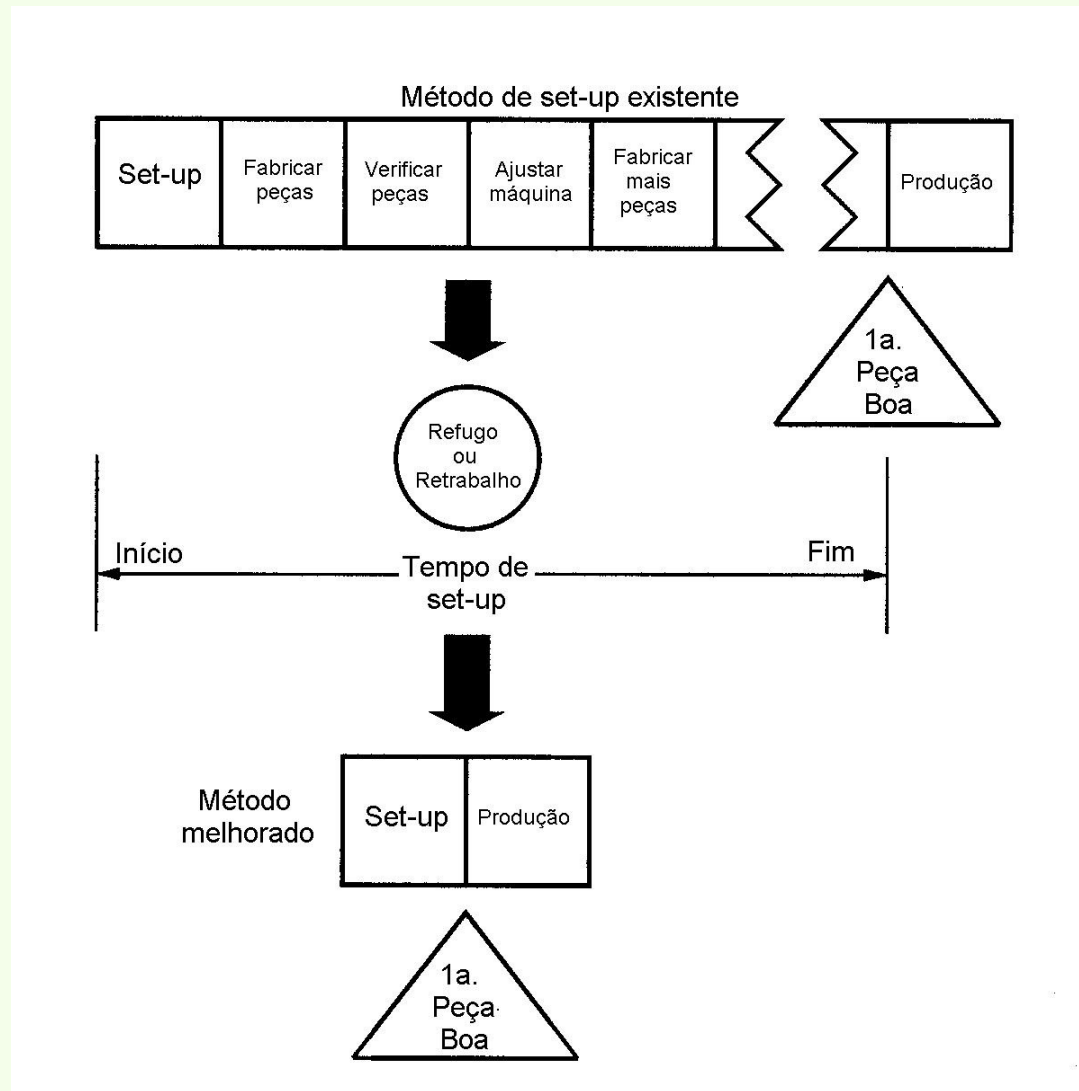 Método de set-up existente
Set-up
Fabricar
peças
Verificar
peças
Ajustar
máquina
Fabricar
mais
peças
Produção
1a.
Peça
Boa
Refugo
ou
Retrabalho
Início
Tempo de
set-up
Fim
Método
melhorado
Set-up
Produção
1a.
Peça
Boa